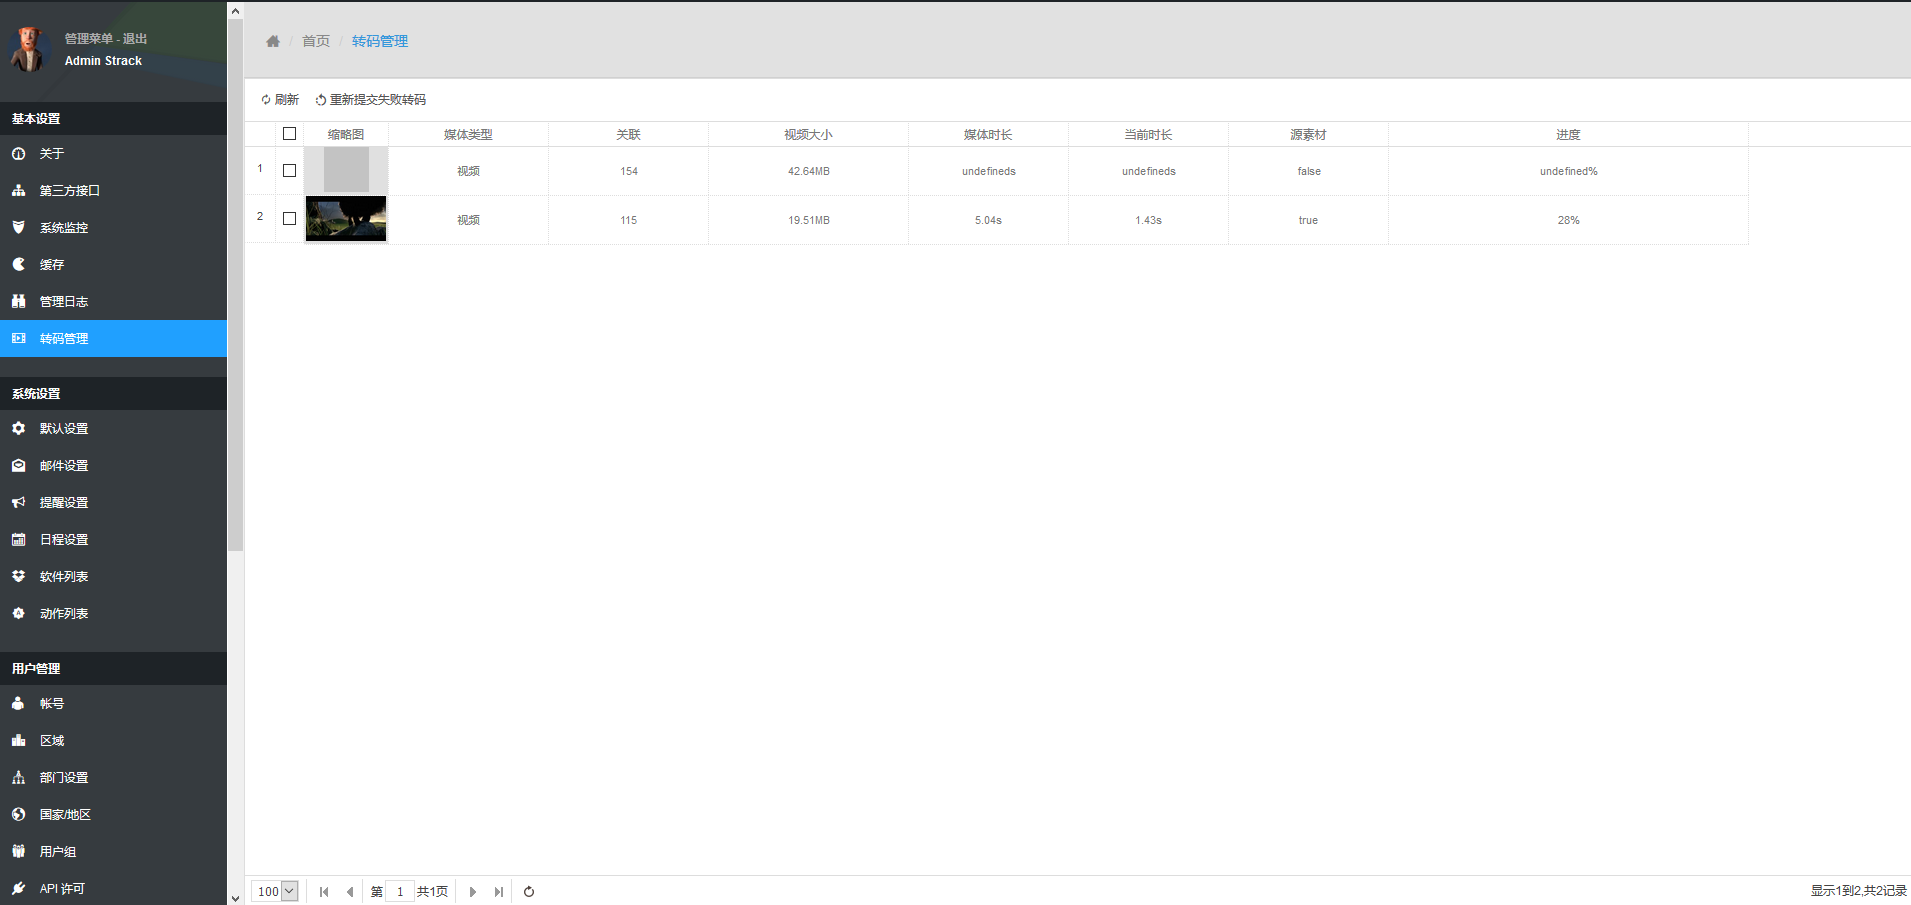 管理菜单 - 退出
Admin Strack
基本设置
关于
第三方接口
系统监控
缓存
管理日志
转码管理
系统设置
默认设置
邮件设置
提醒设置
日程设置
软件列表
动作列表
用户管理
帐号
区域
部门设置
国家/地区
用户组
API 许可
/ 首页 / 转码管理
刷新 重新提交失败转码
缩略图 媒体类型 关联 视频大小 媒体时长 当前时长 源素材 进度
1 视频 154 42.64MB undefineds undefineds false undefined%
2 视频 115 19.51MB 5.04s 1.43s true 28%
100 第 1 共1页 显示1到2,共2记录